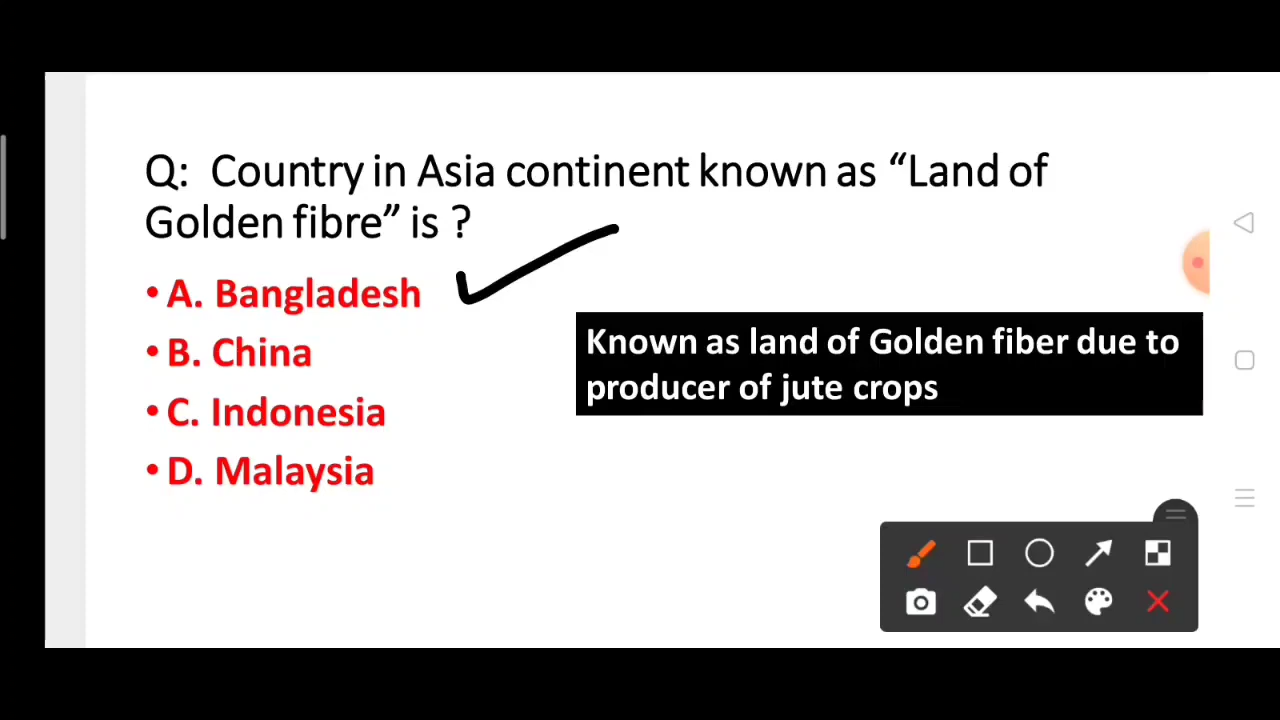 Q: Country in Asia continent known as “Land of
Golden fibre” is ?
• A. Bangladesh
• B. China
• C. Indonesia
• D. Malaysia
Known as land of Golden fiber due to
producer of jute crops